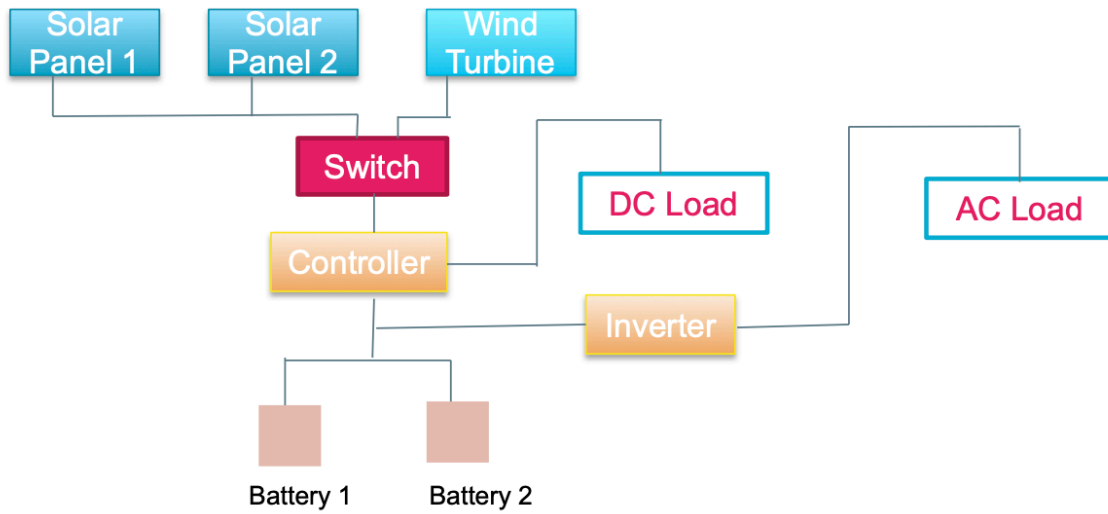 Solar
Panel 1
Solar
Panel 2
Wind
Turbine
Switch
DC Load
AC Load
Controller
Inverter
Battery 1
Battery 2